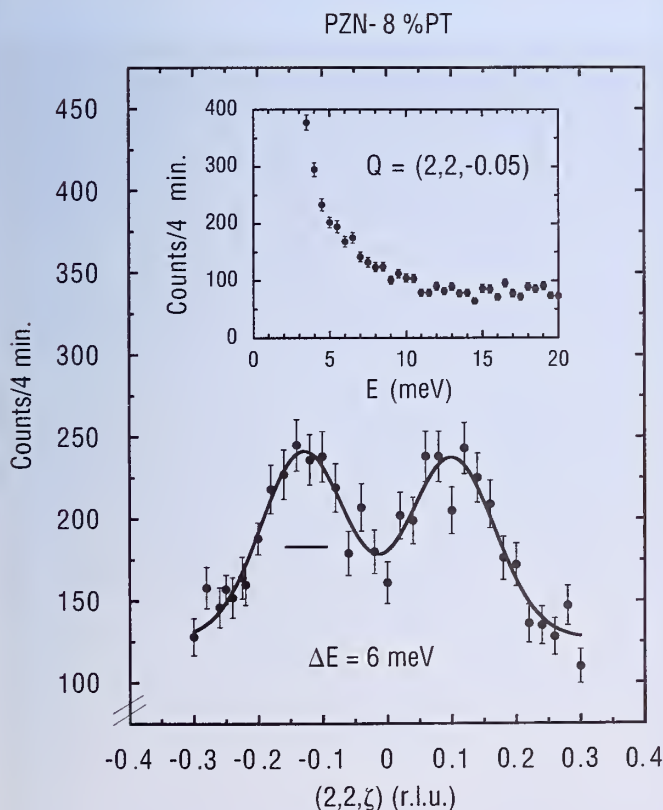 PZN- 8 %PT
450
400
350
300
250
200
150
100
Counts/4 min.
400
300
200
100
0
Counts/4 min.
Q = (2,2,-0.05)
0 5 10 15 20
E (meV)
ΔE = 6 meV
-0.4 -0.3 -0.2 -0.1 0 0.1 0.2 0.3 0.4
(2,2,ζ) (r.l.u.)